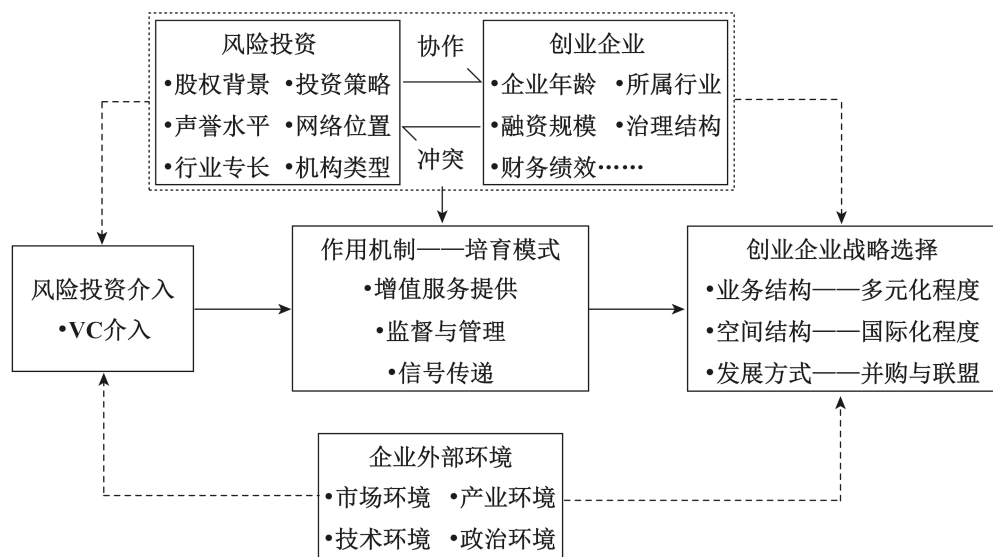 风险投资
•股权背景 •投资策略
•声誉水平 •网络位置
•行业专长 •机构类型
协作
冲突
创业企业
•企业年龄 •所属行业
•融资规模 •治理结构
•财务绩效……
风险投资介入
•VC介入
作用机制——培育模式
•增值服务提供
•监督与管理
•信号传递
创业企业战略选择
•业务结构——多元化程度
•空间结构——国际化程度
•发展方式——并购与联盟
企业外部环境
•市场环境 •产业环境
•技术环境 •政治环境